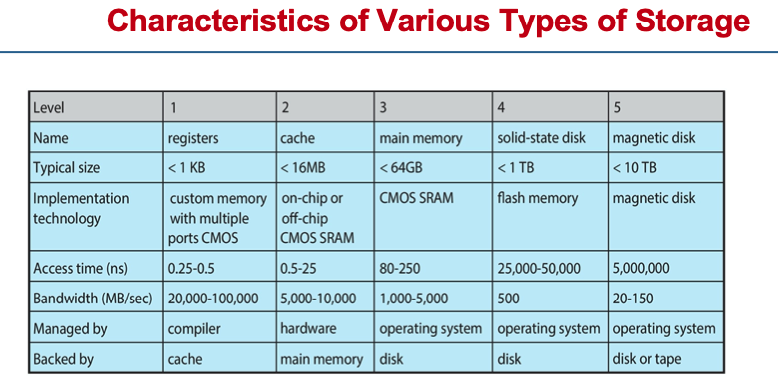 Characteristics of Various Types of Storage
Level 1 2 3 4 5
Name registers cache main memory solid-state disk magnetic disk
Typical size < 1 KB < 16MB < 64GB < 1 TB < 10 TB
Implementation custom memory on-chip or CMOS SRAM flash memory magnetic disk
technology with multiple off-chip
ports CMOS CMOS SRAM
Access time (ns) 0.25-0.5 0.5-25 80-250 25,000-50,000 5,000,000
Bandwidth (MB/sec) 20,000-100,000 5,000-10,000 1,000-5,000 500 20-150
Managed by compiler hardware operating system operating system operating system
Backed by cache main memory disk disk disk or tape